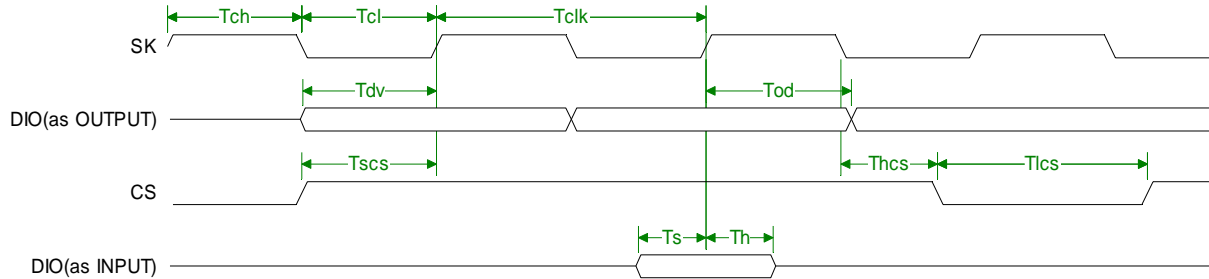 Tch Tcl Tclk
SK
Tdv Tod
DIO(as OUTPUT)
Tscs Thcs Tlcs
CS
Ts Th
DIO(as INPUT)